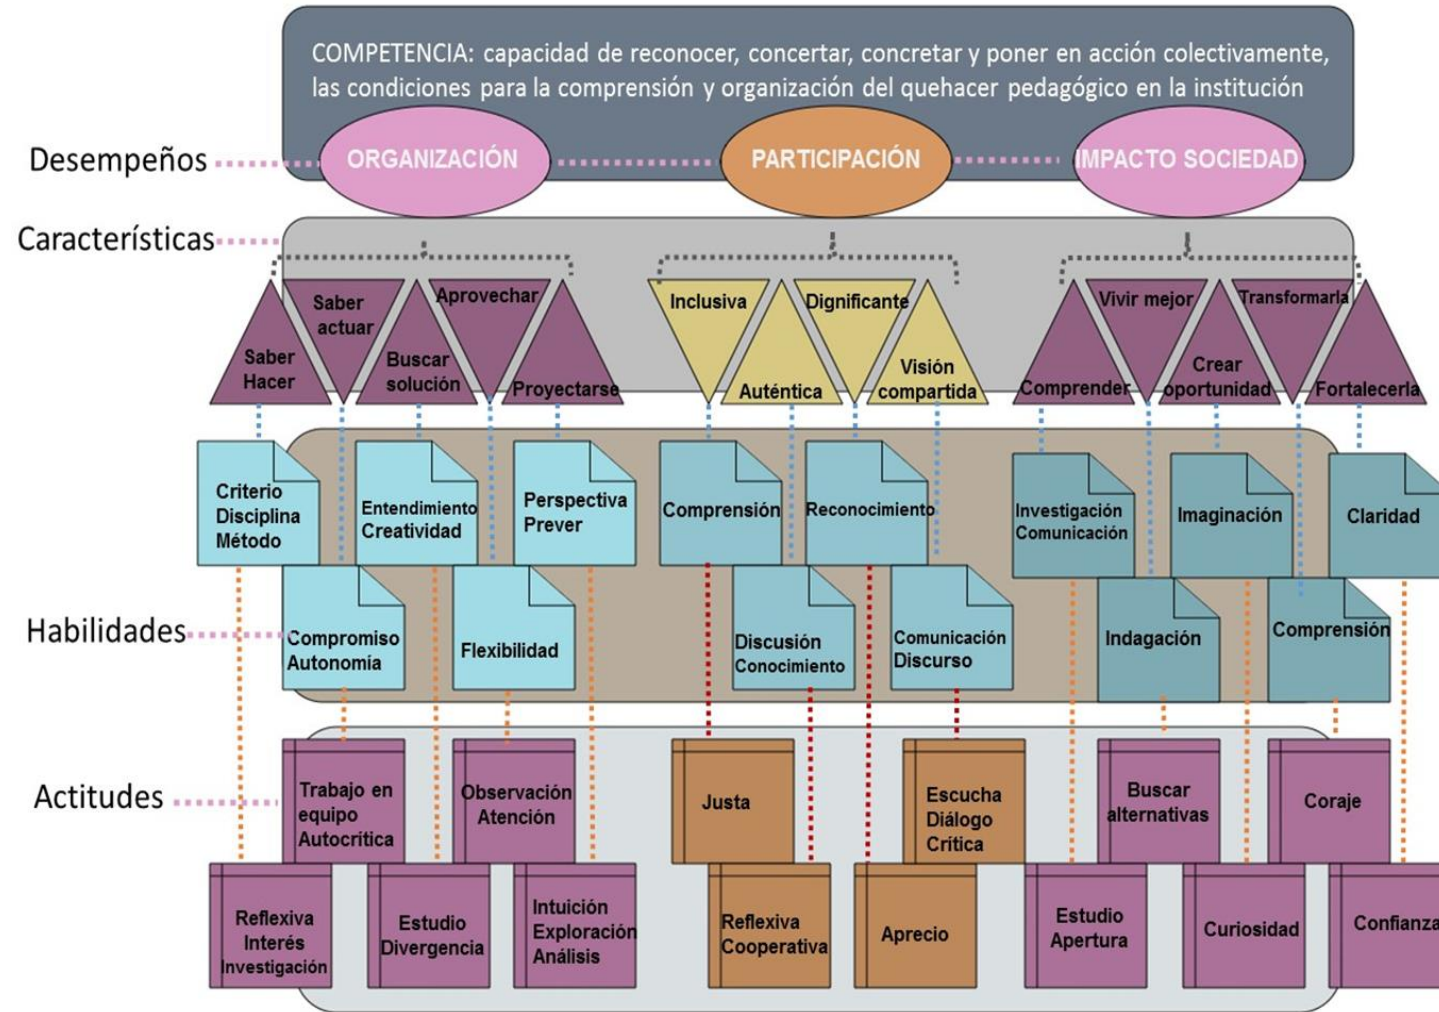 COMPETENCIA: capacidad de reconocer, concertar, concretar y poner en acción colectivamente,
las condiciones para la comprensión y organización del quehacer pedagógico en la institución
Desempeños
ORGANIZACIÓN
PARTICIPACIÓN
IMPACTO SOCIEDAD
Característícas
Saber
Hacer
Saber
actuar
Buscar
solución
Aprovechar
Proyectarse
Inclusiva
Auténtica
Dignificante
Visión
compartida
Comprender
Vivir mejor
Crear
oportunidad
Transformarla
Fortalecerla
Criterio
Disciplina
Método
Entendimiento
Creatividad
Perspectiva
Prever
Comprensión
Reconocimiento
Investigación
Comunicación
Imaginación
Claridad
Habilidades
Compromiso
Autonomía
Flexibilidad
Discusión
Conocimiento
Comunicación
Discurso
Indagación
Comprensión
Actitudes
Trabajo en
equipo
Autocrítica
Observación
Atención
Justa
Escucha
Diálogo
Crítica
Buscar
alternativas
Coraje
Reflexiva
Interés
Investigación
Estudio
Divergencia
Intuición
Exploración
Análisis
Reflexiva
Cooperativa
Aprecio
Estudio
Apertura
Curiosidad
Confianza